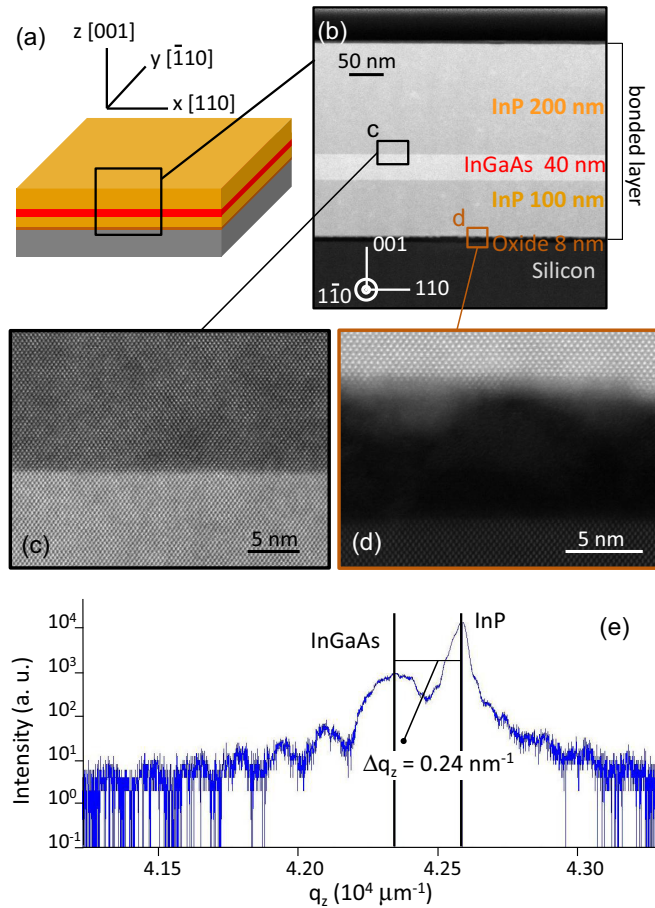 (a)
z [001]
y [1̄10]
x [110]
(b)
50 nm
InP 200 nm
c
InGaAs 40 nm
InP 100 nm
d
Oxide 8 nm
001
Silicon
11̄0
110
bonded layer
(c)
5 nm
(d)
5 nm
(e)
InP
InGaAs
Δqz = 0.24 nm-1
Intensity (a. u.)
104
103
102
101
100
10-1
4.15
4.20
4.25
4.30
qz (104 μm-1)